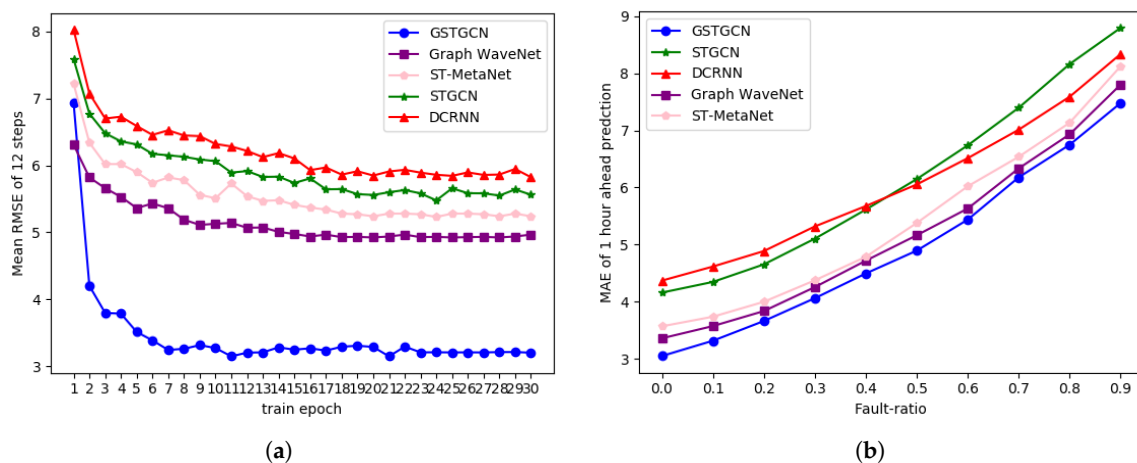 8
7
6
5
4
3
Mean RMSE of 12 steps
GSTGCN
Graph WaveNet
ST-MetaNet
STGCN
DCRNN
1 2 3 4 5 6 7 8 9 10 11 12 13 14 15 16 17 18 19 20 21 22 23 24 25 26 27 28 29 30
train epoch
(a)
9
8
7
6
5
4
3
MAE of 1 hour ahead predction
GSTGCN
STGCN
DCRNN
Graph WaveNet
ST-MetaNet
0.0 0.1 0.2 0.3 0.4 0.5 0.6 0.7 0.8 0.9
Fault-ratio
(b)